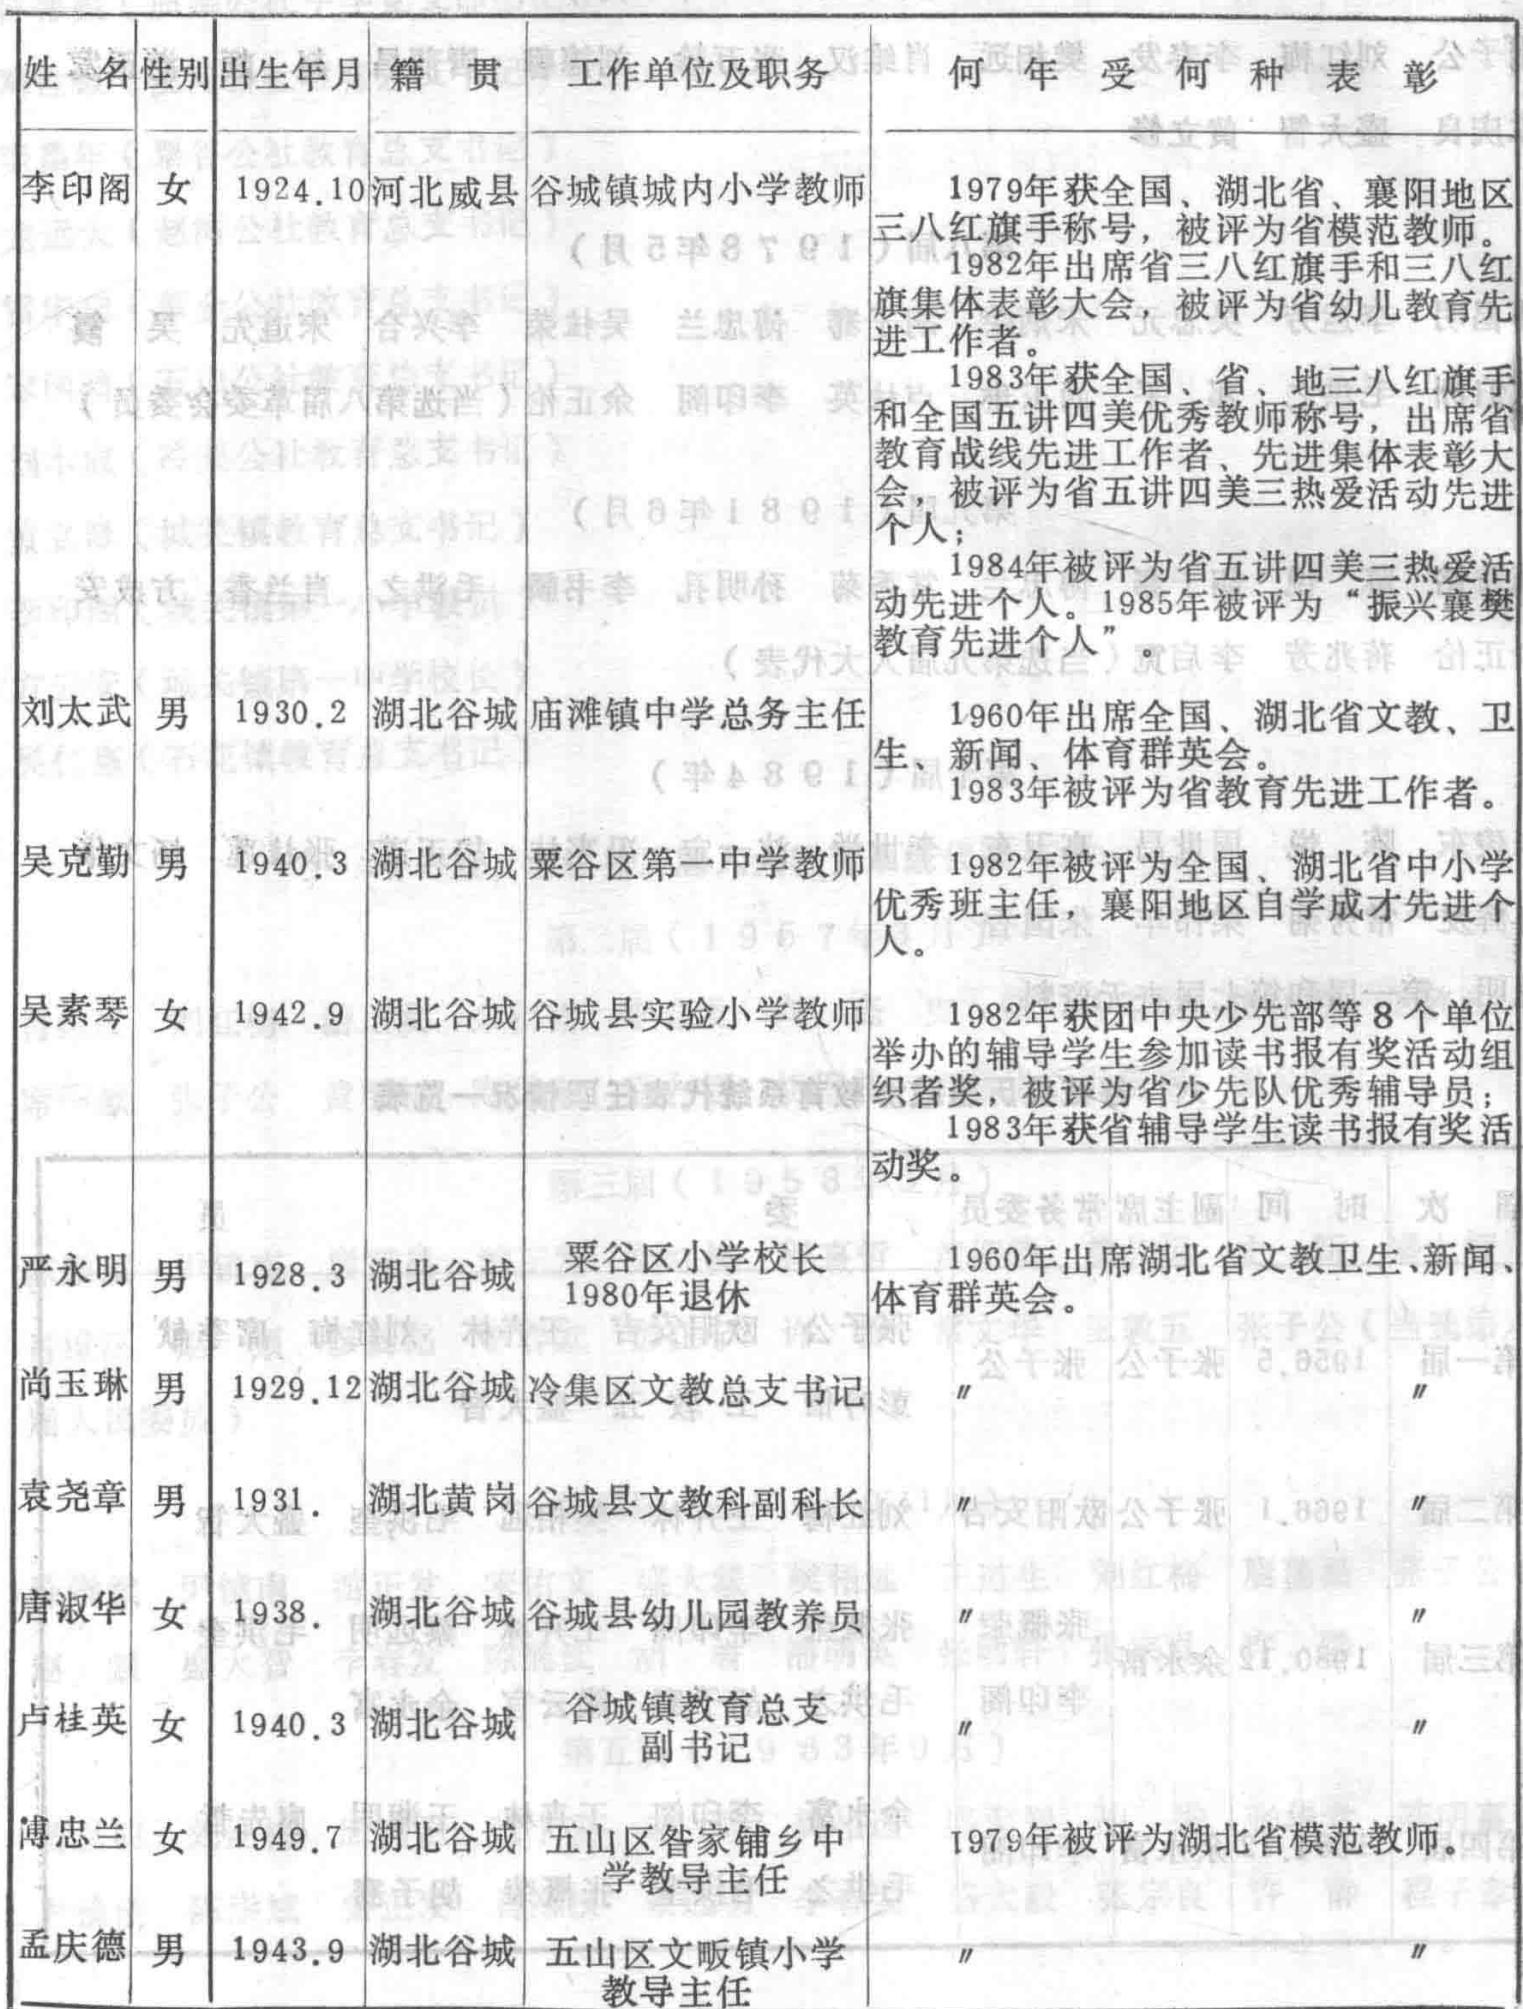 姓名 性别 出生年月 籍贯 工作单位及职务 何年受何种表彰
李印阁 女 1924.10 河北威县 谷城镇城内小学教师 1979年获全国、湖北省、襄阳地区
三八红旗手称号，被评为省模范教师。
1982年出席省三八红旗手和三八红
旗集体表彰大会，被评为省幼儿教育先
进工作者。
1983年获全国、省、地三八红旗手
和全国五讲四美优秀教师称号，出席省
教育战线先进工作者、先进集体表彰大
会，被评为省五讲四美三热爱活动先进
个人；
1984年被评为省五讲四美三热爱活
动先进个人。1985年被评为“振兴襄樊
教育先进个人”。
刘太武 男 1930.2 湖北谷城 庙滩镇中学总务主任 1960年出席全国、湖北省文教、卫
生、新闻、体育群英会。
1983年被评为省教育先进工作者。
吴克勤 男 1940.3 湖北谷城 粟谷区第一中学教师 1982年被评为全国、湖北省中小学
优秀班主任，襄阳地区自学成才先进个
人。
吴素琴 女 1942.9 湖北谷城 谷城县实验小学教师 1982年获团中央少先部等8个单位
举办的辅导学生参加读书报有奖活动组
织者奖，被评为省少先队优秀辅导员；
1983年获省辅导学生读书报有奖活
动奖。
严永明 男 1928.3 湖北谷城 粟谷区小学校长 1960年出席湖北省文教卫生、新闻、
1980年退休 体育群英会。
尚玉琳 男 1929.12 湖北谷城 冷集区文教总支书记 〃 〃
袁尧章 男 1931. 湖北黄岗 谷城县文教科副科长 〃 〃
唐淑华 女 1938. 湖北谷城 谷城县幼儿园教养员 〃 〃
卢桂英 女 1940.3 湖北谷城 谷城镇教育总支 〃 〃
副书记
溥忠兰 女 1949.7 湖北谷城 五山区昝家铺乡中 1979年被评为湖北省模范教师。
学教导主任
孟庆德 男 1943.9 湖北谷城 五山区文畈镇小学 〃 〃
教导主任